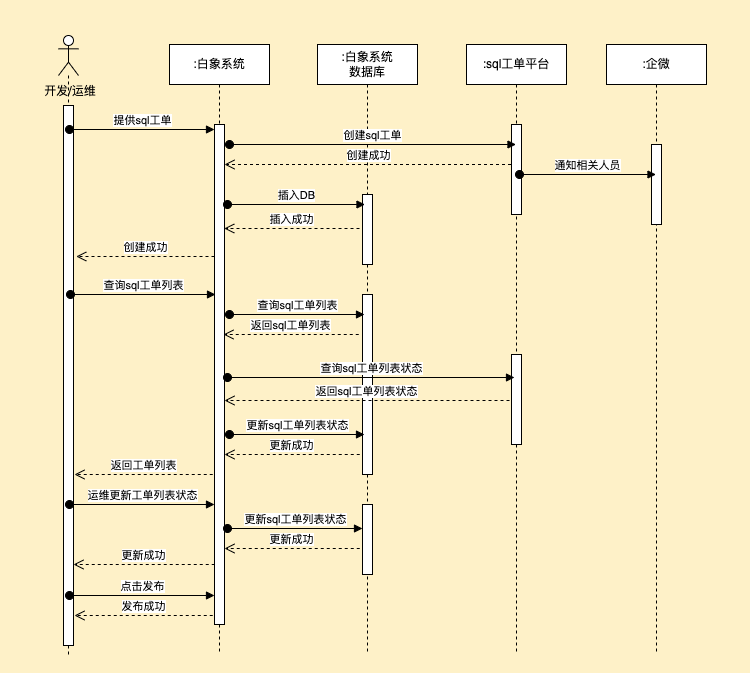 开发/运维
:白象系统
:白象系统
数据库
:sql工单平台
:企微
提供sql工单
创建sql工单
创建成功
通知相关人员
插入DB
插入成功
创建成功
查询sql工单列表
查询sql工单列表
返回sql工单列表
查询sql工单列表状态
返回sql工单列表状态
更新sql工单列表状态
更新成功
返回工单列表
运维更新工单列表状态
更新sql工单列表状态
更新成功
更新成功
点击发布
发布成功